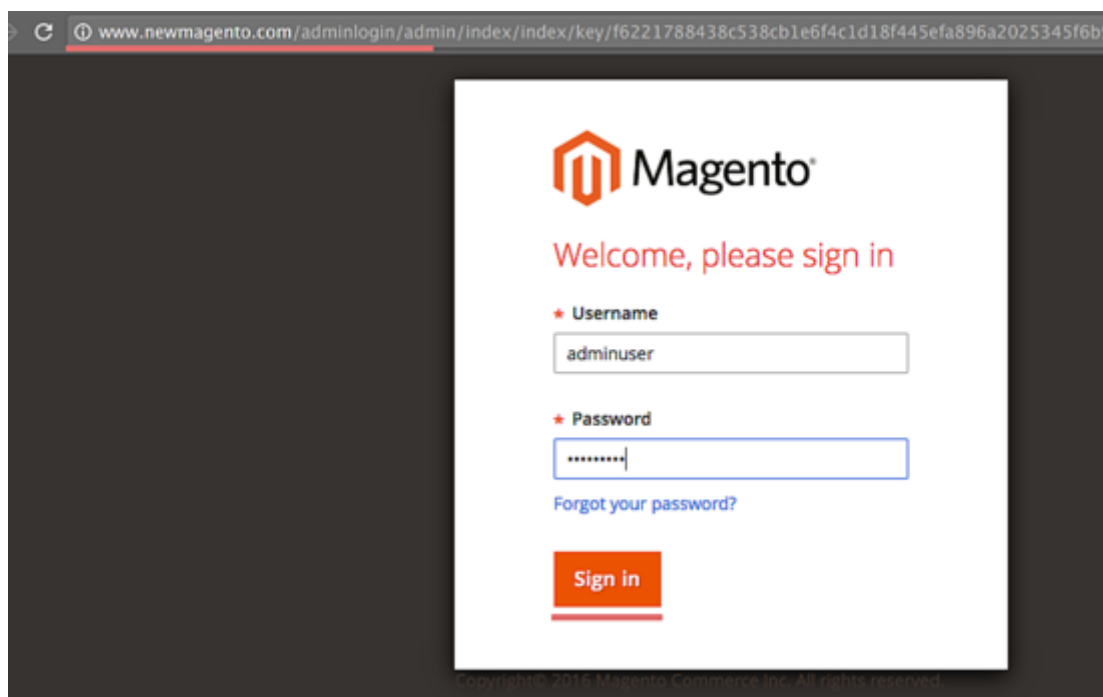 www.newmagento.com/adminlogin/admin/index/index/key/f6221788438c538cb1e6f4c1d18f445efa896a2025345f6b
Magento®
Welcome, please sign in
* Username
adminuser
* Password
•••••••••
Forgot your password?
Sign in
Copyright© 2016 Magento Commerce Inc. All rights reserved.